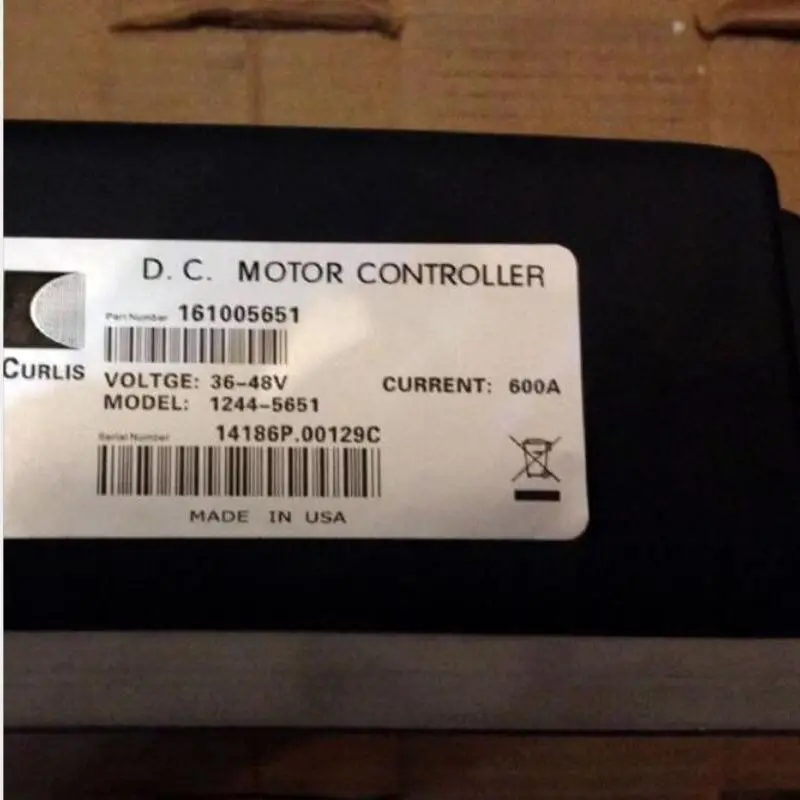 D. C. MOTOR CONTROLLER
Part Number 161005651
CURLIS
VOLTGE: 36-48V CURRENT: 600A
MODEL: 1244-5651
Serial Number 14186P.00129C
MADE IN USA